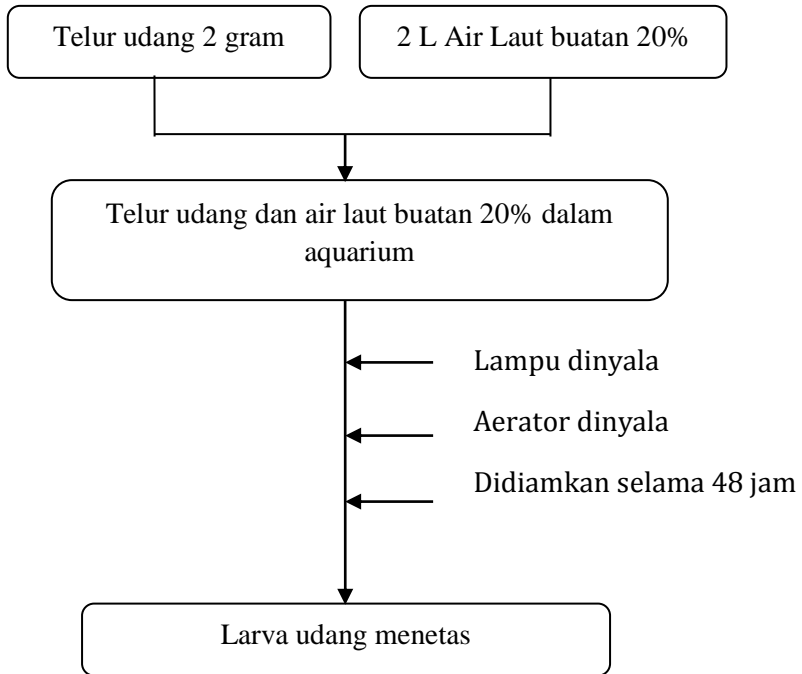 Telur udang 2 gram
2 L Air Laut buatan 20%
Telur udang dan air laut buatan 20% dalam
aquarium
Lampu dinyala
Aerator dinyala
Didiamkan selama 48 jam
Larva udang menetas